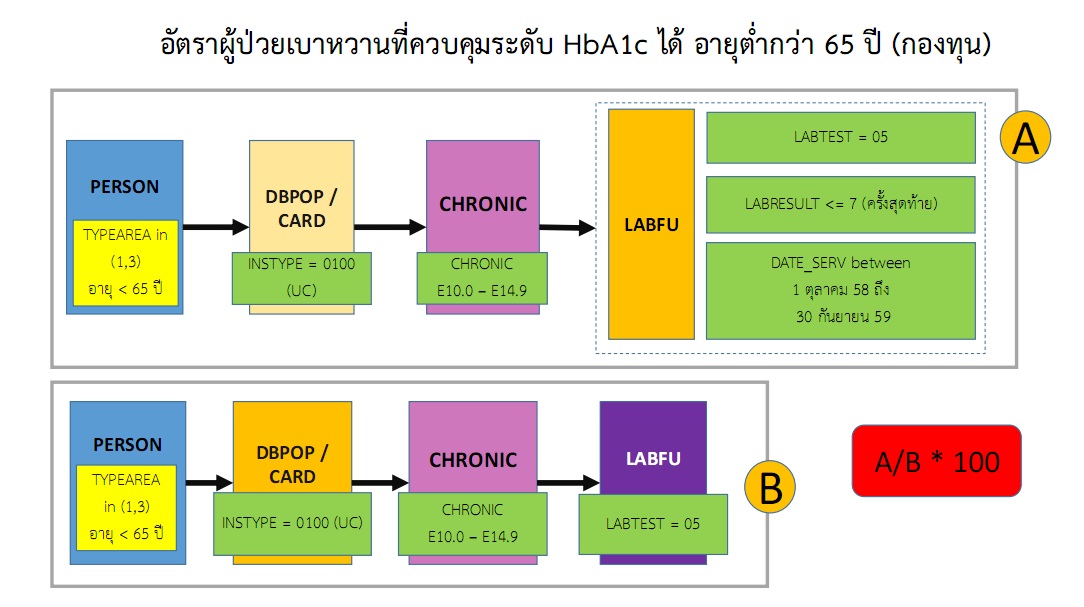 อัตราผู้ป่วยเบาหวานที่ควบคุมระดับ HbA1c ได้ อายุต่ำกว่า 65 ปี (กองทุน)
A
PERSON
TYPEAREA in
(1,3)
อายุ < 65 ปี
DBPOP /
CARD
INSTYPE = 0100
(UC)
CHRONIC
CHRONIC
E10.0 – E14.9
LABFU
LABTEST = 05
LABRESULT <= 7 (ครั้งสุดท้าย)
DATE_SERV between
1 ตุลาคม 58 ถึง
30 กันยายน 59
PERSON
TYPEAREA
in (1,3)
อายุ < 65 ปี
DBPOP /
CARD
INSTYPE = 0100 (UC)
CHRONIC
CHRONIC
E10.0 – E14.9
LABFU
LABTEST = 05
B
A/B * 100